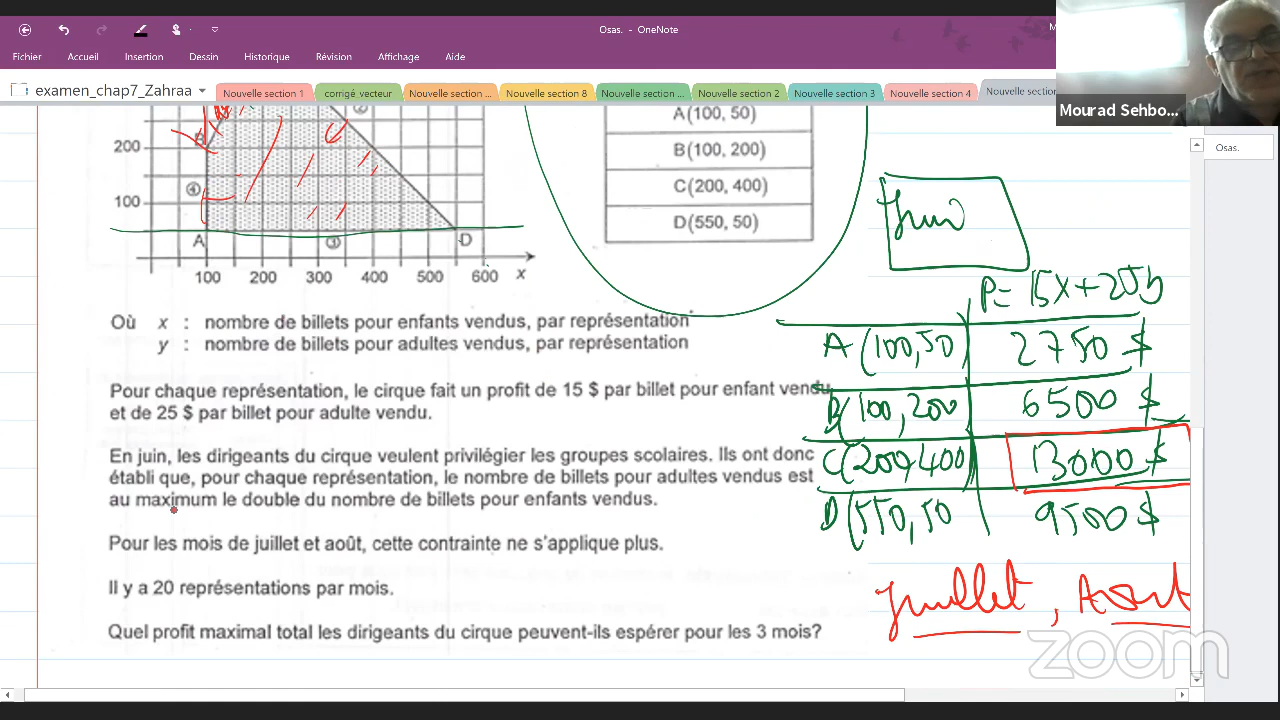 Osas. - OneNote
Fichier Accueil Insertion Dessin Historique Révision Affichage Aide
examen_chap7_Zahraa
Nouvelle section 1
corrigé_vecteur
Nouvelle section ...
Nouvelle section 8
Nouvelle section ...
Nouvelle section 2
Nouvelle section 3
Nouvelle section 4
Nouvelle section
Mourad Sehbo...
Osas.
200
100
B
④
②
A
③
D
100 200 300 400 500 600 x
A(100, 50)
B(100, 200)
C(200, 400)
D(550, 50)
Juin
Où x : nombre de billets pour enfants vendus, par représentation
y : nombre de billets pour adultes vendus, par représentation
Pour chaque représentation, le cirque fait un profit de 15 $ par billet pour enfant vendu
et de 25 $ par billet pour adulte vendu.
En juin, les dirigeants du cirque veulent privilégier les groupes scolaires. Ils ont donc
établi que, pour chaque représentation, le nombre de billets pour adultes vendus est
au maximum le double du nombre de billets pour enfants vendus.
Pour les mois de juillet et août, cette contrainte ne s'applique plus.
Il y a 20 représentations par mois.
Quel profit maximal total les dirigeants du cirque peuvent-ils espérer pour les 3 mois?
P= 15x+25y
A(100,50) 2750 $
B(100,200 6500 $
C(200,400) 13000 $
D(550,50 9500 $
Juillet, Aout
zoom